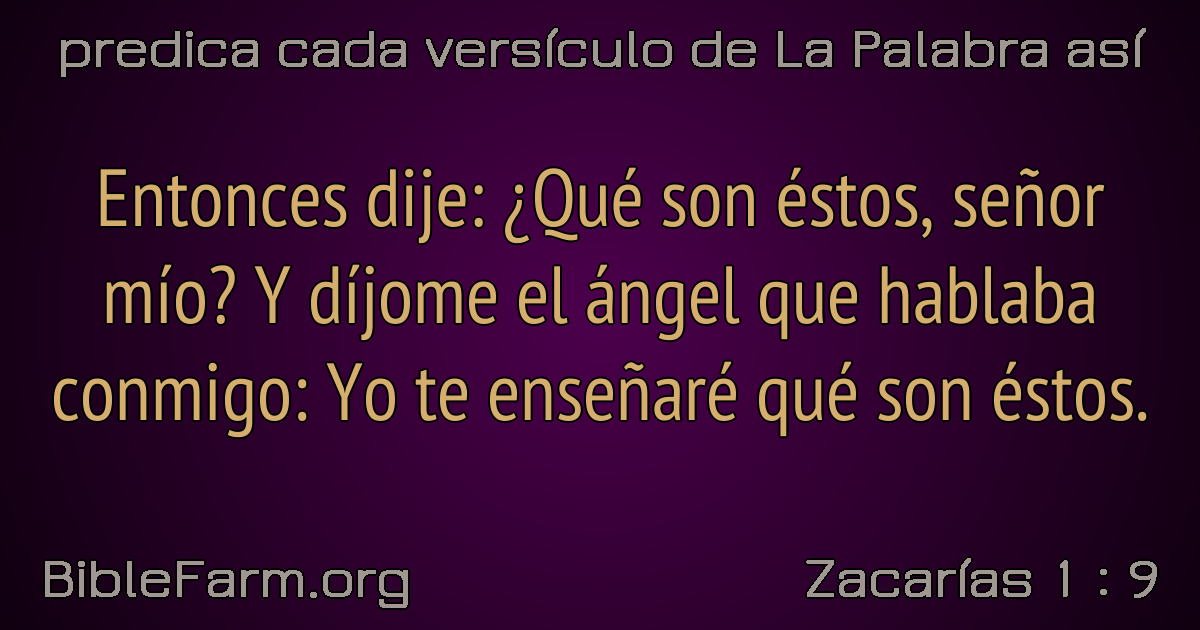 predica cada versículo de La Palabra así
Entonces dije: ¿Qué son éstos, señor
mío? Y díjome el ángel que hablaba
conmigo: Yo te enseñaré qué son éstos.
BibleFarm.org
Zacarías 1 : 9